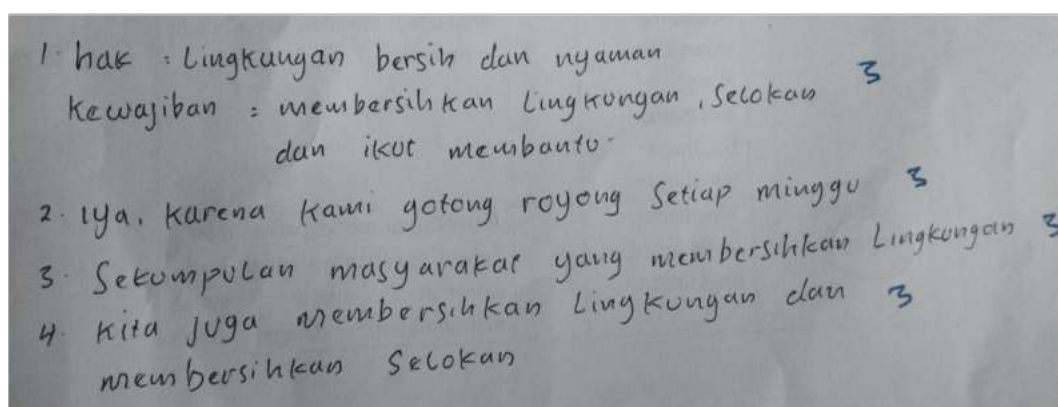 1. hak : Lingkungan bersih dan nyaman
Kewajiban : membersihkan Lingkungan, Selokan 3
dan ikut membantu.
2. Iya, Karena Kami gotong royong Setiap minggu 3
3. Sekumpulan masyarakat yang membersihkan Lingkungan 3
4. Kita juga membersihkan Lingkungan dan 3
membersihkan Selokan